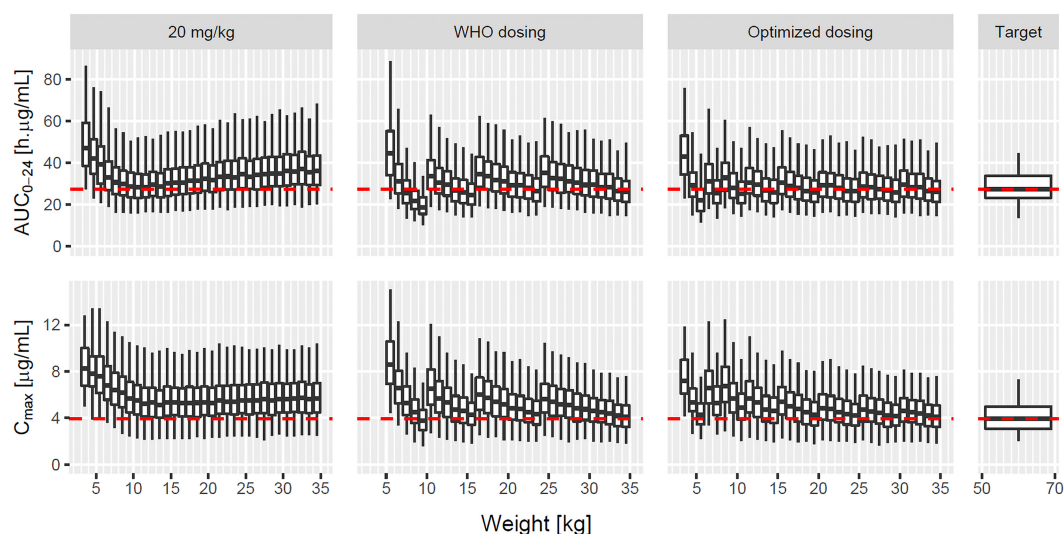 20 mg/kg WHO dosing Optimized dosing Target
AUC0−24 [h.μg/mL]
80
60
40
20
0
Cmax [μg/mL]
12
8
4
0
5 10 15 20 25 30 35 5 10 15 20 25 30 35 5 10 15 20 25 30 35 50 60 70
Weight [kg]